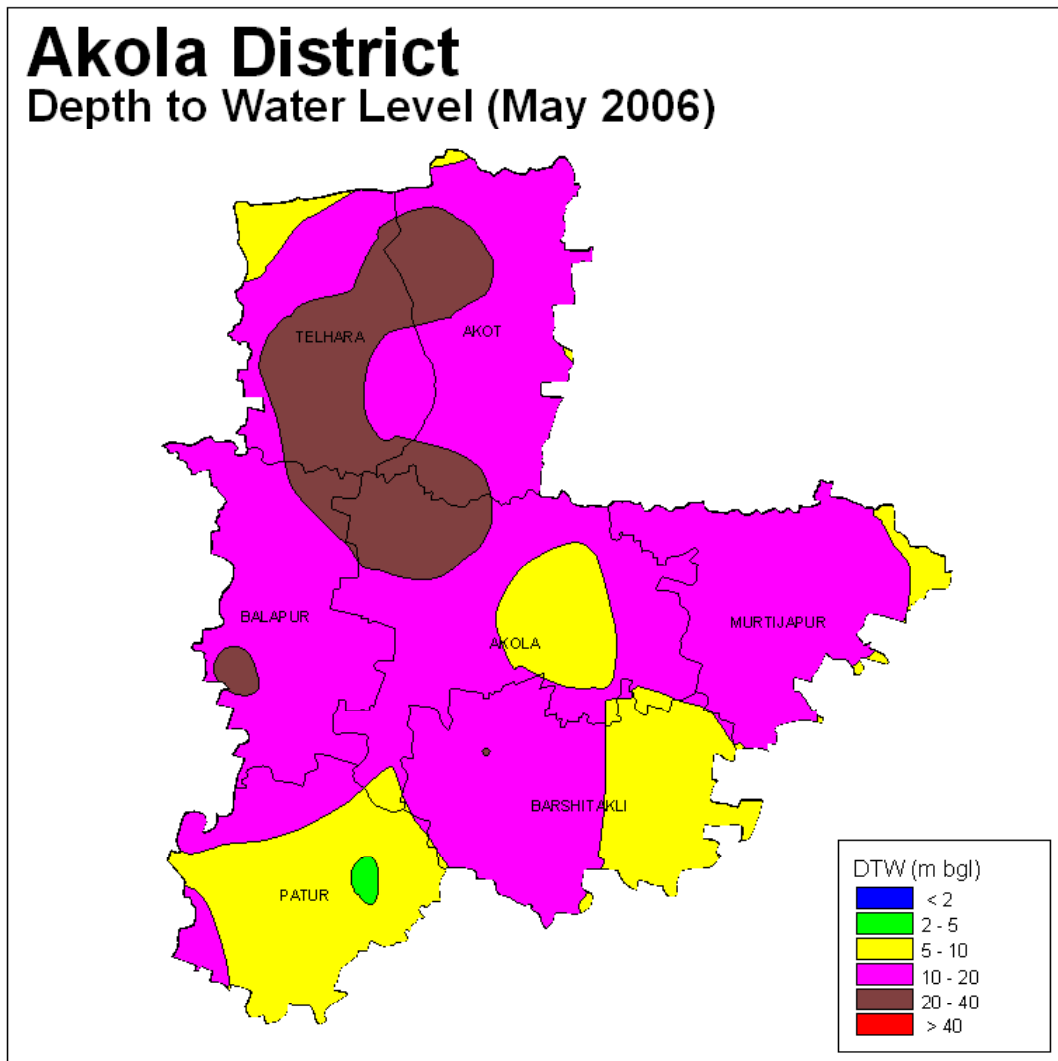 Akola District
Depth to Water Level (May 2006)
TELHARA
AKOT
BALAPUR
AKOLA
MURTIJAPUR
BARSHITAKLI
PATUR
DTW (m bgl)
< 2
2 - 5
5 - 10
10 - 20
20 - 40
> 40